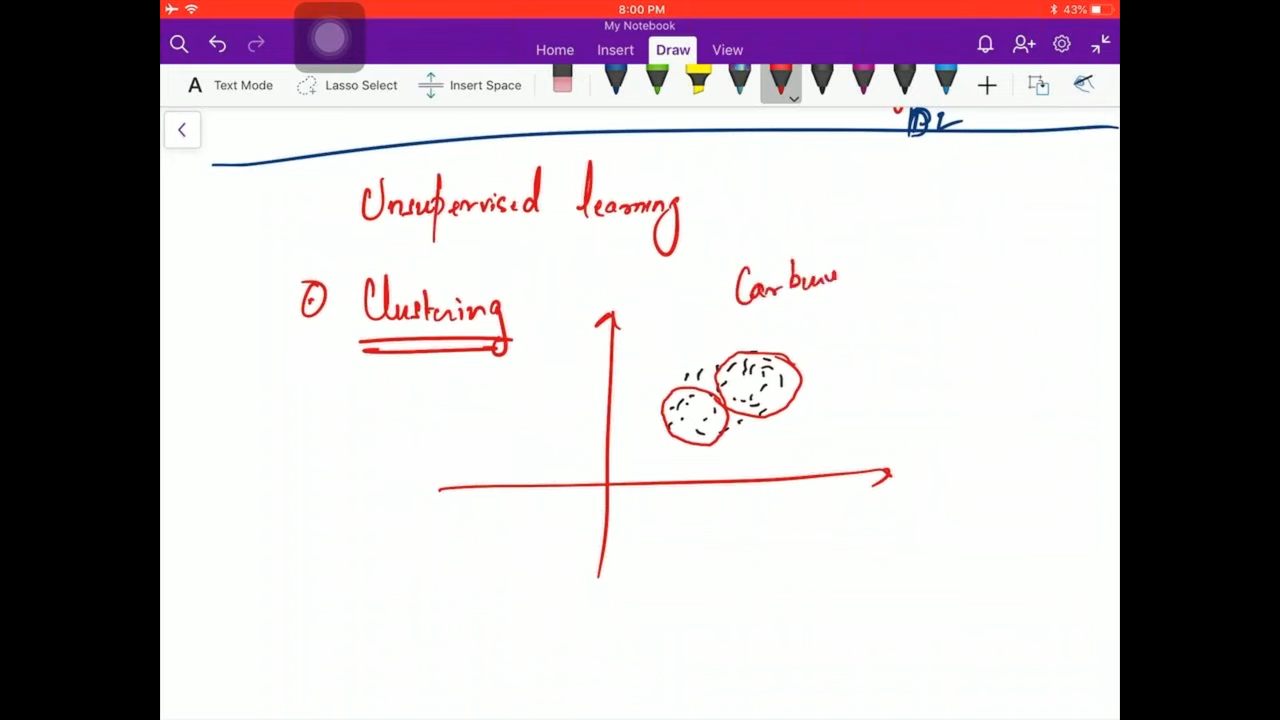 8:00 PM
43%
My Notebook
Home Insert Draw View
A Text Mode Lasso Select Insert Space
Unsupervised learning
Clustering